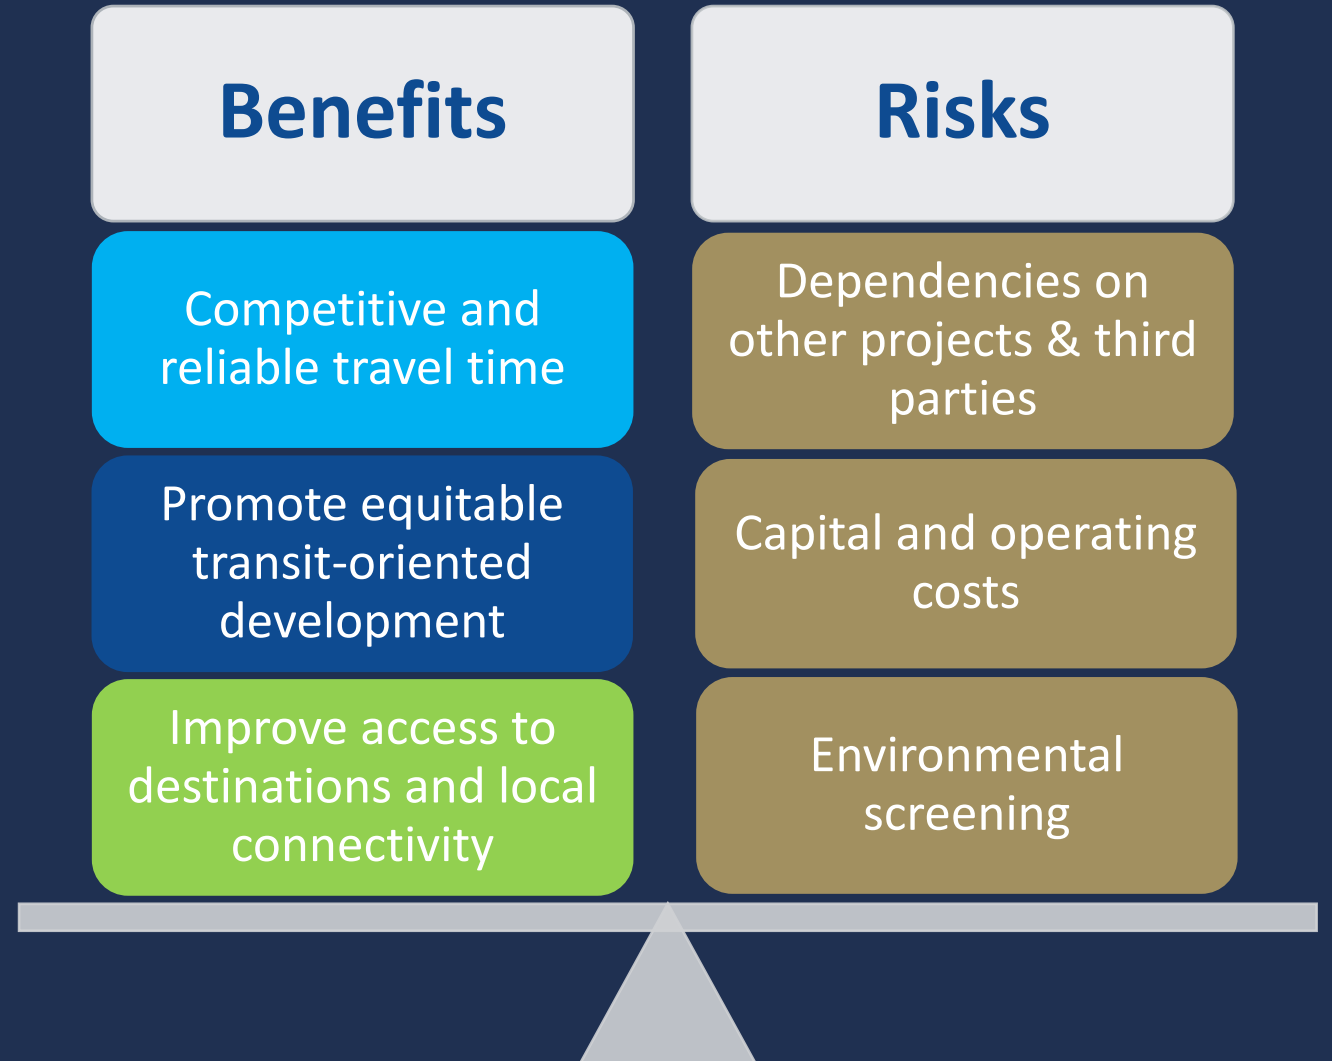 Benefits
Competitive and
reliable travel time
Promote equitable
transit-oriented
development
Improve access to
destinations and local
connectivity
Risks
Dependencies on
other projects & third
parties
Capital and operating
costs
Environmental
screening